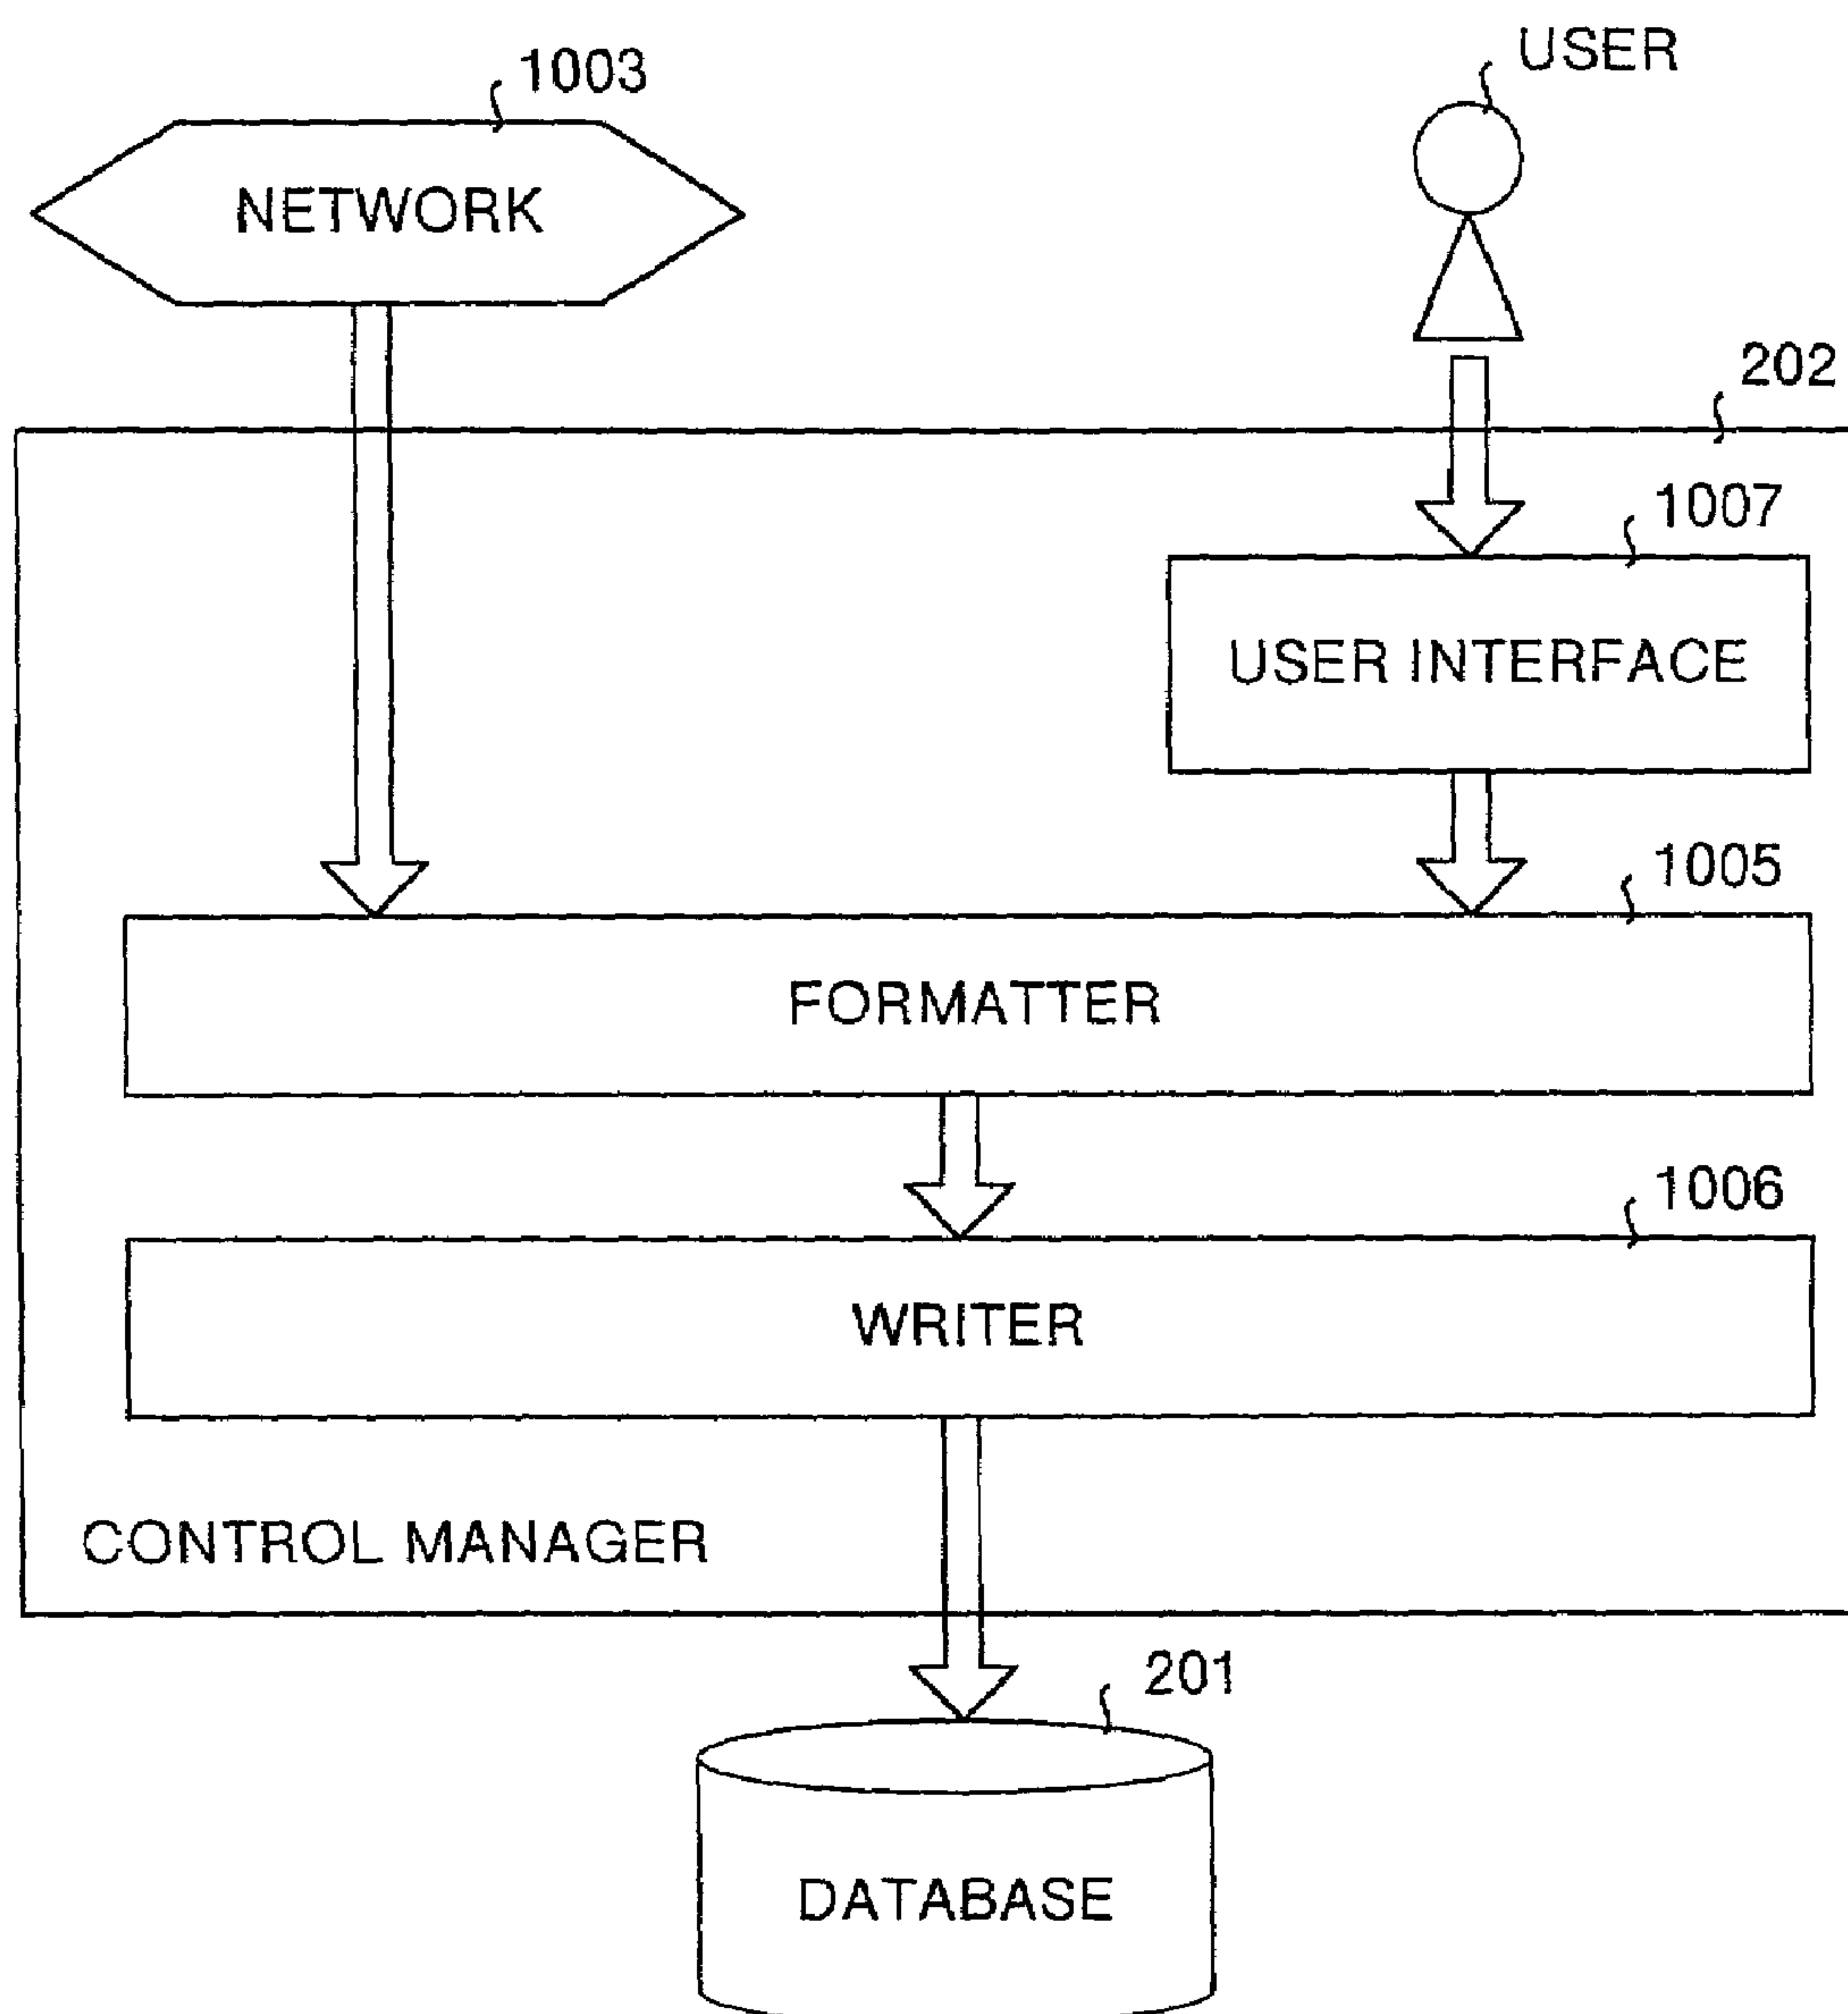 USER
1003
NETWORK
202
1007
USER INTERFACE
1005
FORMATTER
1006
WRITER
CONTROL MANAGER
201
DATABASE